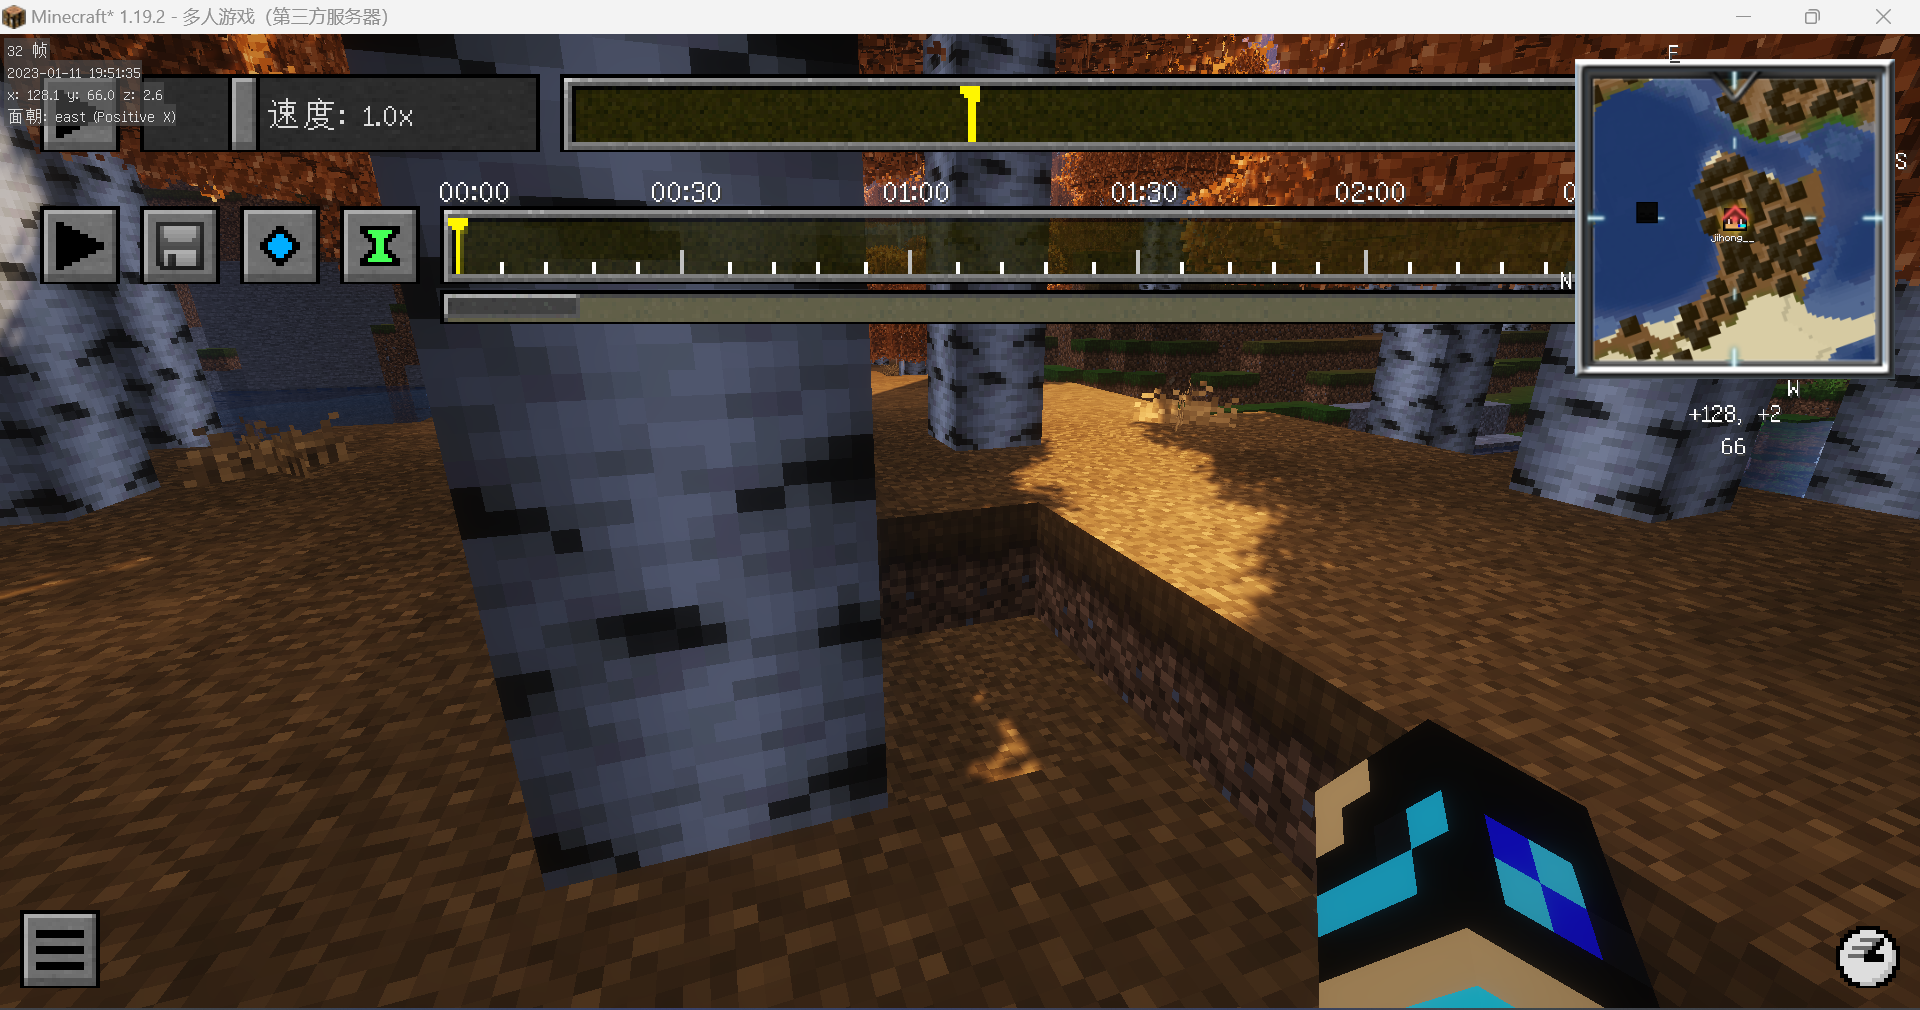 Minecraft* 1.19.2 - 多人游戏（第三方服务器）
32 帧
2023-01-11 19:51:35
x: 128.1 y: 66.0 z: 2.6
面朝: east (Positive X)
速度: 1.0x
00:00 00:30 01:00 01:30 02:00 0
E
S
N
W
Jihong__
+128, +2
66